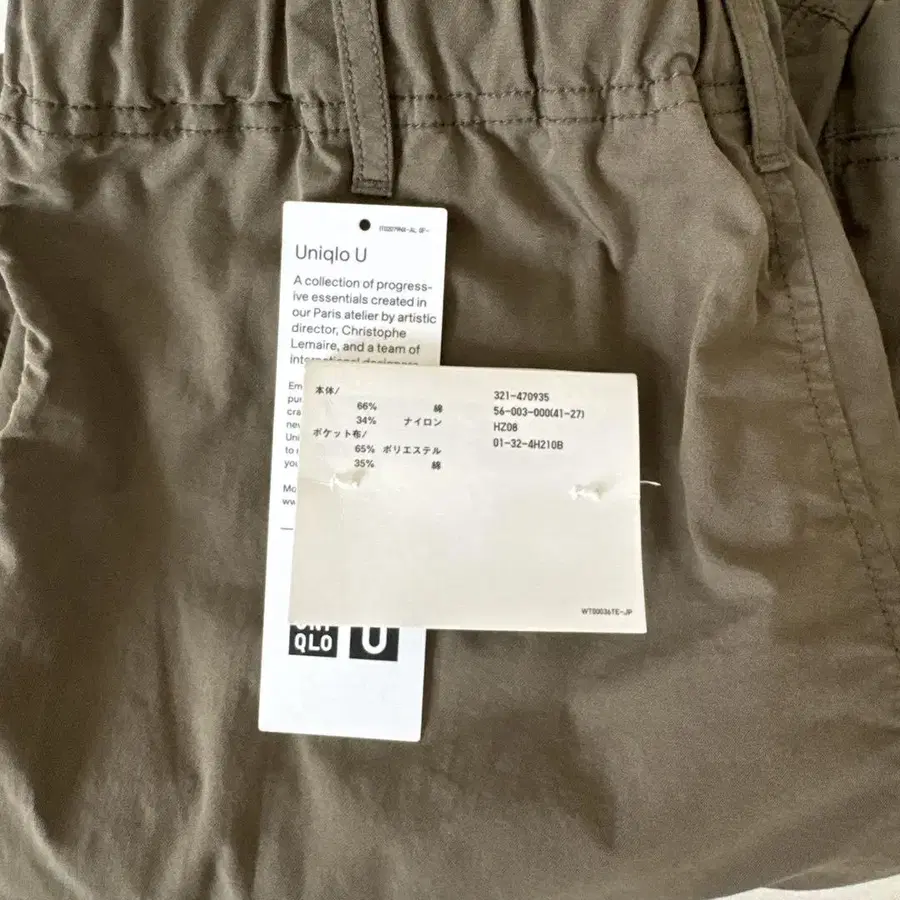 Uniqlo U
A collection of progress-
ive essentials created in
our Paris atelier by artistic
director, Christophe
Lemaire, and a team of
international designers
本体/
66% 綿
34% ナイロン
ポケット布/
65% ポリエステル
35% 綿
321-470935
56-003-000(41-27)
HZ08
01-32-4H210B
WT00036TE-JP
QLO
U